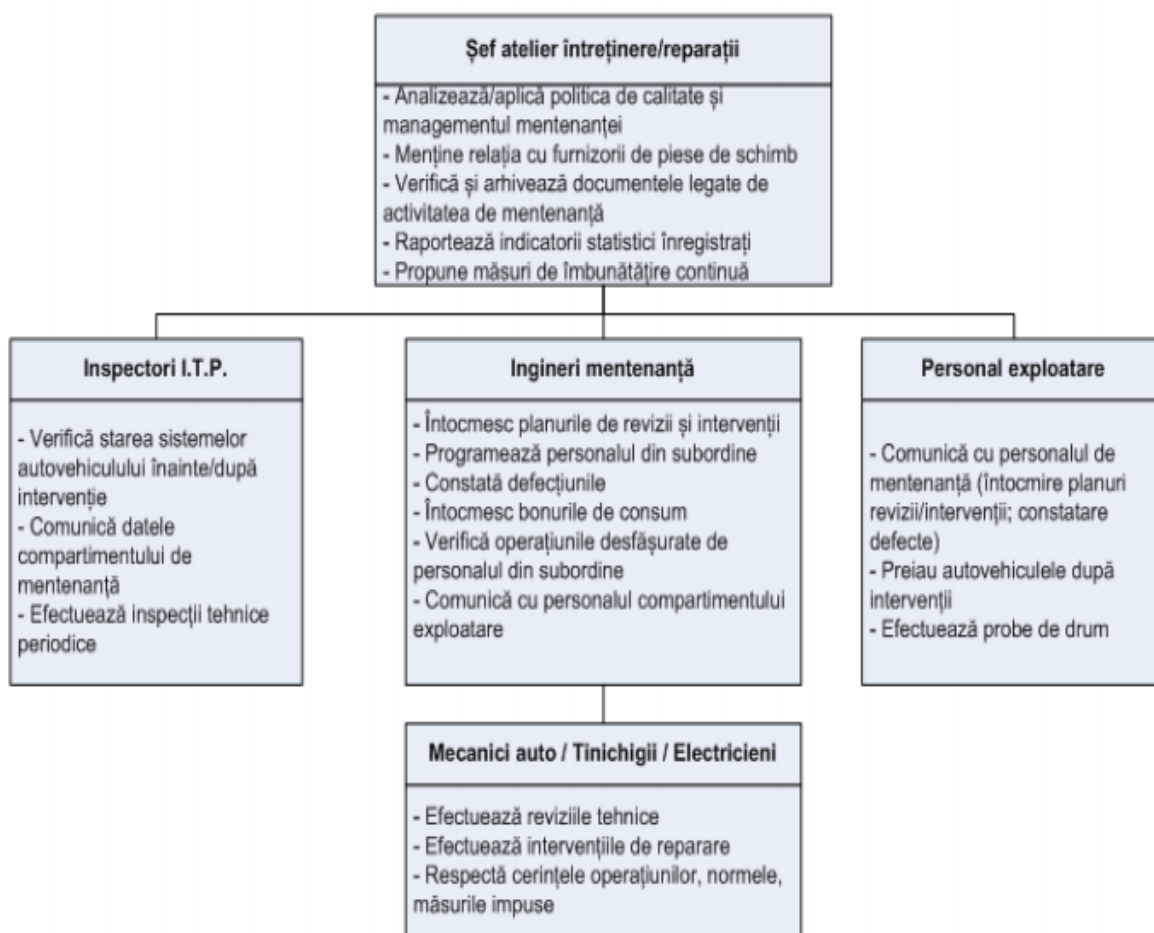 Șef atelier întreținere/reparații
- Analizează/aplică politica de calitate și
managementul mentenanței
- Menține relația cu furnizorii de piese de schimb
- Verifică și arhivează documentele legate de
activitatea de mentenanță
- Raportează indicatorii statistici înregistrați
- Propune măsuri de îmbunătățire continuă
Inspectori I.T.P.
- Verifică starea sistemelor
autovehiculului înainte/după
intervenție
- Comunică datele
compartimentului de
mentenanță
- Efectuează inspecții tehnice
periodice
Ingineri mentenanță
- Întocmesc planurile de revizii și intervenții
- Programează personalul din subordine
- Constată defecțiunile
- Întocmesc bonurile de consum
- Verifică operațiunile desfășurate de
personalul din subordine
- Comunică cu personalul compartimentului
exploatare
Personal exploatare
- Comunică cu personalul de
mentenanță (întocmire planuri
revizii/intervenții; constatare
defecte)
- Preiau autovehiculele după
intervenții
- Efectuează probe de drum
Mecanici auto / Tinichigii / Electricieni
- Efectuează reviziile tehnice
- Efectuează intervențiile de reparare
- Respectă cerințele operațiunilor, normele,
măsurile impuse